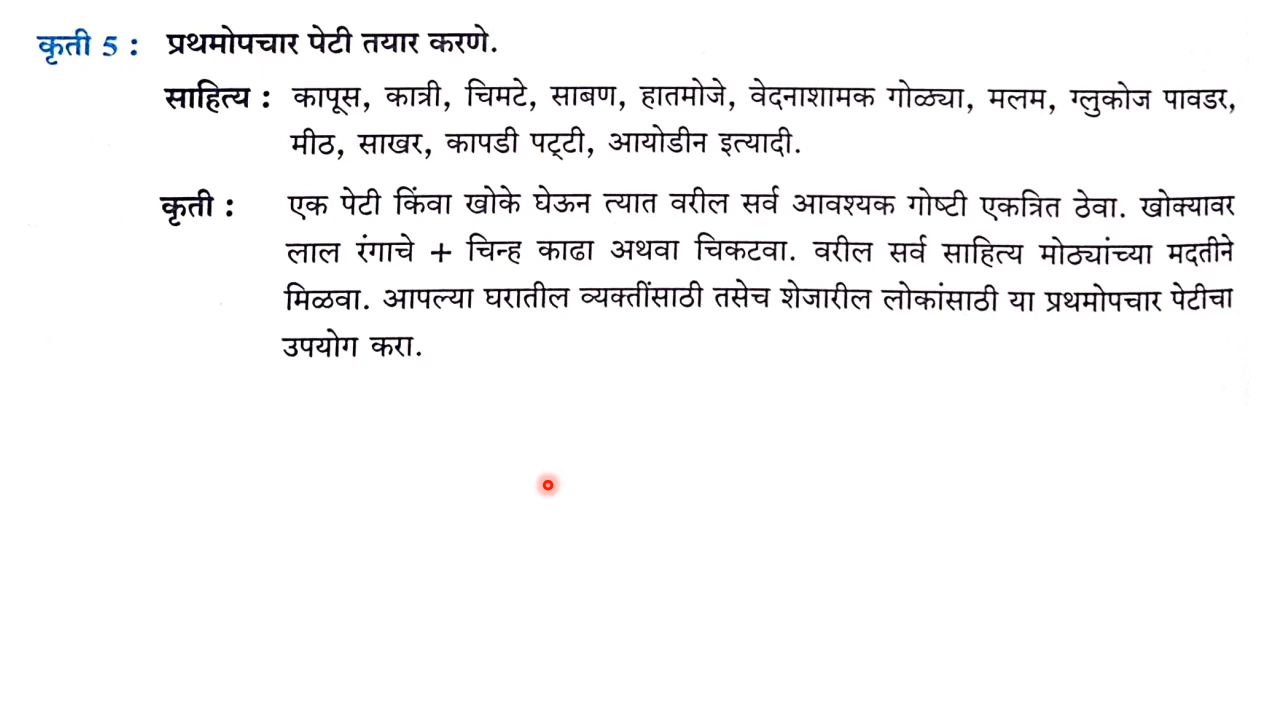 कृती 5 : प्रथमोपचार पेटी तयार करणे.
साहित्य : कापूस, कात्री, चिमटे, साबण, हातमोजे, वेदनाशामक गोळ्या, मलम, ग्लुकोज पावडर,
मीठ, साखर, कापडी पट्टी, आयोडीन इत्यादी.
कृती : एक पेटी किंवा खोके घेऊन त्यात वरील सर्व आवश्यक गोष्टी एकत्रित ठेवा. खोक्यावर
लाल रंगाचे + चिन्ह काढा अथवा चिकटवा. वरील सर्व साहित्य मोठ्यांच्या मदतीने
मिळवा. आपल्या घरातील व्यक्तींसाठी तसेच शेजारील लोकांसाठी या प्रथमोपचार पेटीचा
उपयोग करा.